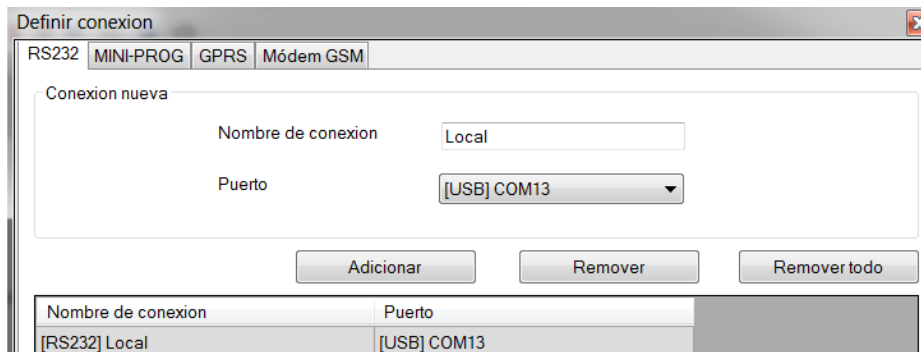 Definir conexion
RS232 MINI-PROG GPRS Módem GSM
Conexion nueva
Nombre de conexion Local
Puerto [USB] COM13
Adicionar Remover Remover todo
Nombre de conexion Puerto
[RS232] Local [USB] COM13